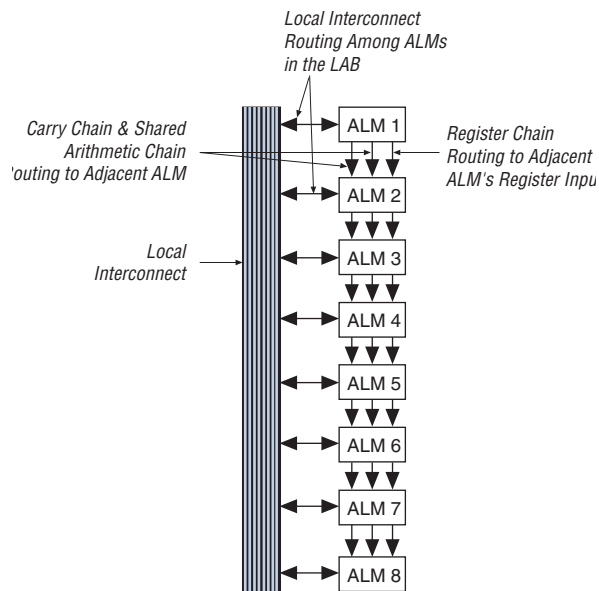 Local Interconnect
Routing Among ALMs
in the LAB
Carry Chain & Shared
Arithmetic Chain
Routing to Adjacent ALM
Register Chain
Routing to Adjacent
ALM's Register Inpu
ALM 1
ALM 2
Local
Interconnect
ALM 3
ALM 4
ALM 5
ALM 6
ALM 7
ALM 8